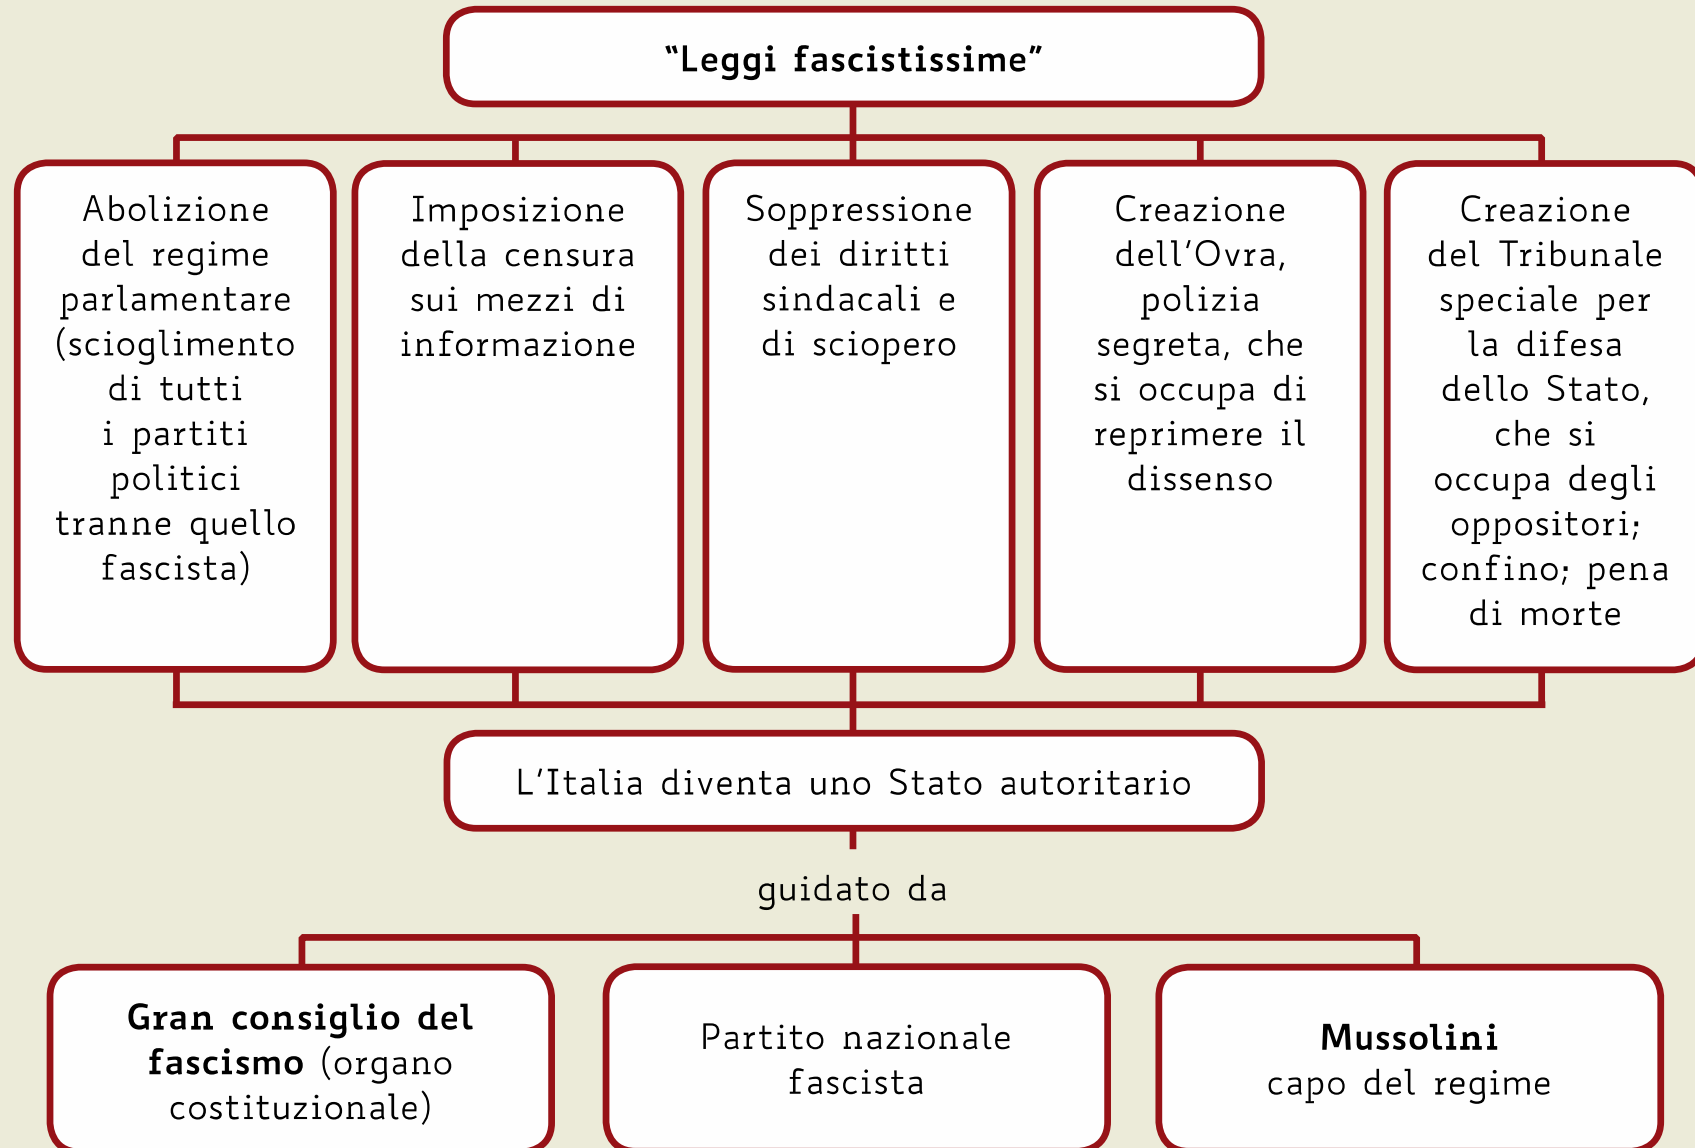 “Leggi fascistissime”
Abolizione
del regime
parlamentare
(scioglimento
di tutti
i partiti
politici
tranne quello
fascista)
Imposizione
della censura
sui mezzi di
informazione
Soppressione
dei diritti
sindacali e
di sciopero
Creazione
dell’Ovra,
polizia
segreta, che
si occupa di
reprimere il
dissenso
Creazione
del Tribunale
speciale per
la difesa
dello Stato,
che si
occupa degli
oppositori;
confino; pena
di morte
L’Italia diventa uno Stato autoritario
guidato da
Gran consiglio del
fascismo (organo
costituzionale)
Partito nazionale
fascista
Mussolini
capo del regime